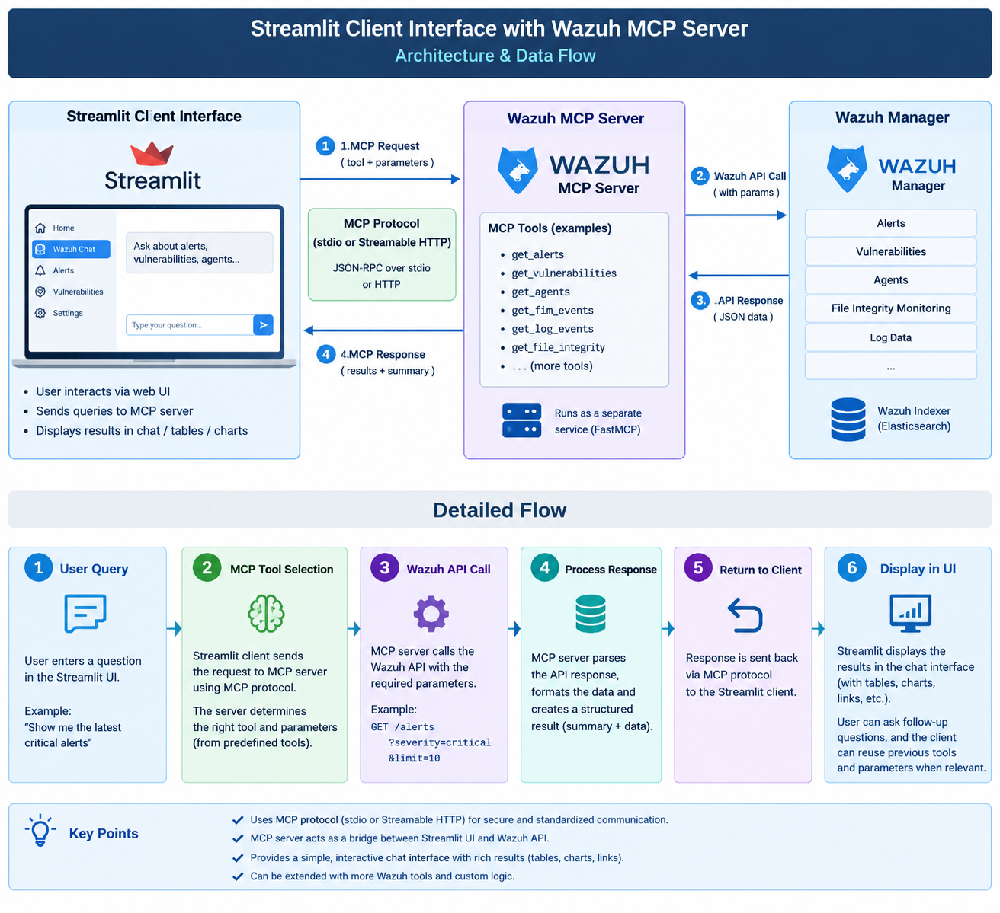 Streamlit Client Interface with Wazuh MCP Server
Architecture & Data Flow
Streamlit Client Interface
Streamlit
Home
Wazuh Chat
Alerts
Vulnerabilities
Settings
Ask about alerts,
vulnerabilities, agents...
Type your question...
• User interacts via web UI
• Sends queries to MCP server
• Displays results in chat / tables / charts
1 1.MCP Request
( tool + parameters )
MCP Protocol
(stdio or Streamable HTTP)
JSON-RPC over stdio
or HTTP
4 4.MCP Response
( results + summary )
Wazuh MCP Server
WAZUH
MCP Server
MCP Tools (examples)
• get_alerts
• get_vulnerabilities
• get_agents
• get_fim_events
• get_log_events
• get_file_integrity
• ... (more tools)
Runs as a separate
service (FastMCP)
2. Wazuh API Call
( with params )
3. .API Response
( JSON data )
Wazuh Manager
WAZUH
Manager
Alerts
Vulnerabilities
Agents
File Integrity Monitoring
Log Data
...
Wazuh Indexer
(Elasticsearch)
Detailed Flow
1 User Query
User enters a question
in the Streamlit UI.
Example:
“Show me the latest
critical alerts”
2 MCP Tool Selection
Streamlit client sends
the request to MCP server
using MCP protocol.
The server determines
the right tool and parameters
(from predefined tools).
3 Wazuh API Call
MCP server calls the
Wazuh API with the
required parameters.
Example:
GET /alerts
?severity=critical
&limit=10
4 Process Response
MCP server parses
the API response,
formats the data and
creates a structured
result (summary + data).
5 Return to Client
Response is sent back
via MCP protocol
to the Streamlit client.
6 Display in UI
Streamlit displays the
results in the chat interface
(with tables, charts,
links, etc.).
User can ask follow-up
questions, and the client
can reuse previous tools
and parameters when relevant.
Key Points
✓ Uses MCP protocol (stdio or Streamable HTTP) for secure and standardized communication.
✓ MCP server acts as a bridge between Streamlit UI and Wazuh API.
✓ Provides a simple, interactive chat interface with rich results (tables, charts, links).
✓ Can be extended with more Wazuh tools and custom logic.